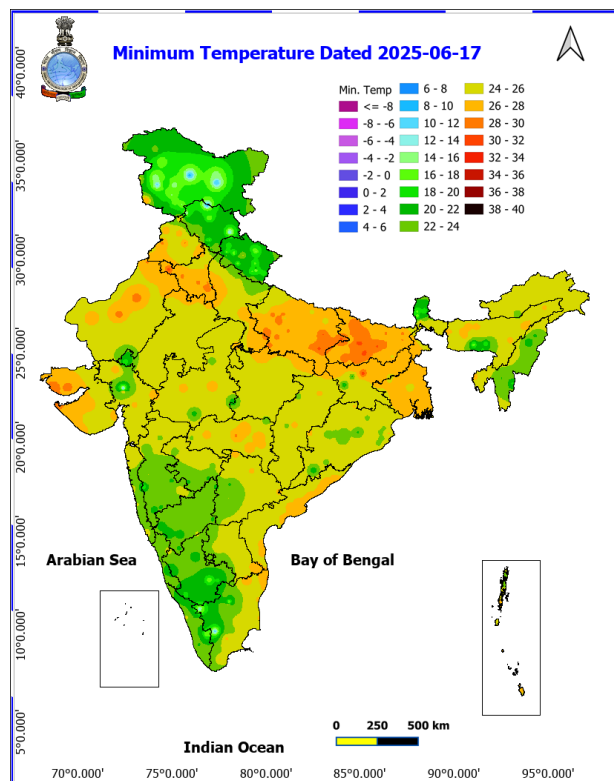 Minimum Temperature Dated 2025-06-17
Min. Temp
<= -8
-8 - -6
-6 - -4
-4 - -2
-2 - 0
0 - 2
2 - 4
4 - 6
6 - 8
8 - 10
10 - 12
12 - 14
14 - 16
16 - 18
18 - 20
20 - 22
22 - 24
24 - 26
26 - 28
28 - 30
30 - 32
32 - 34
34 - 36
36 - 38
38 - 40
40°0.000'
35°0.000'
30°0.000'
25°0.000'
20°0.000'
15°0.000'
10°0.000'
5°0.000'
Arabian Sea
Bay of Bengal
Indian Ocean
0 250 500 km
70°0.000' 75°0.000' 80°0.000' 85°0.000' 90°0.000' 95°0.000'